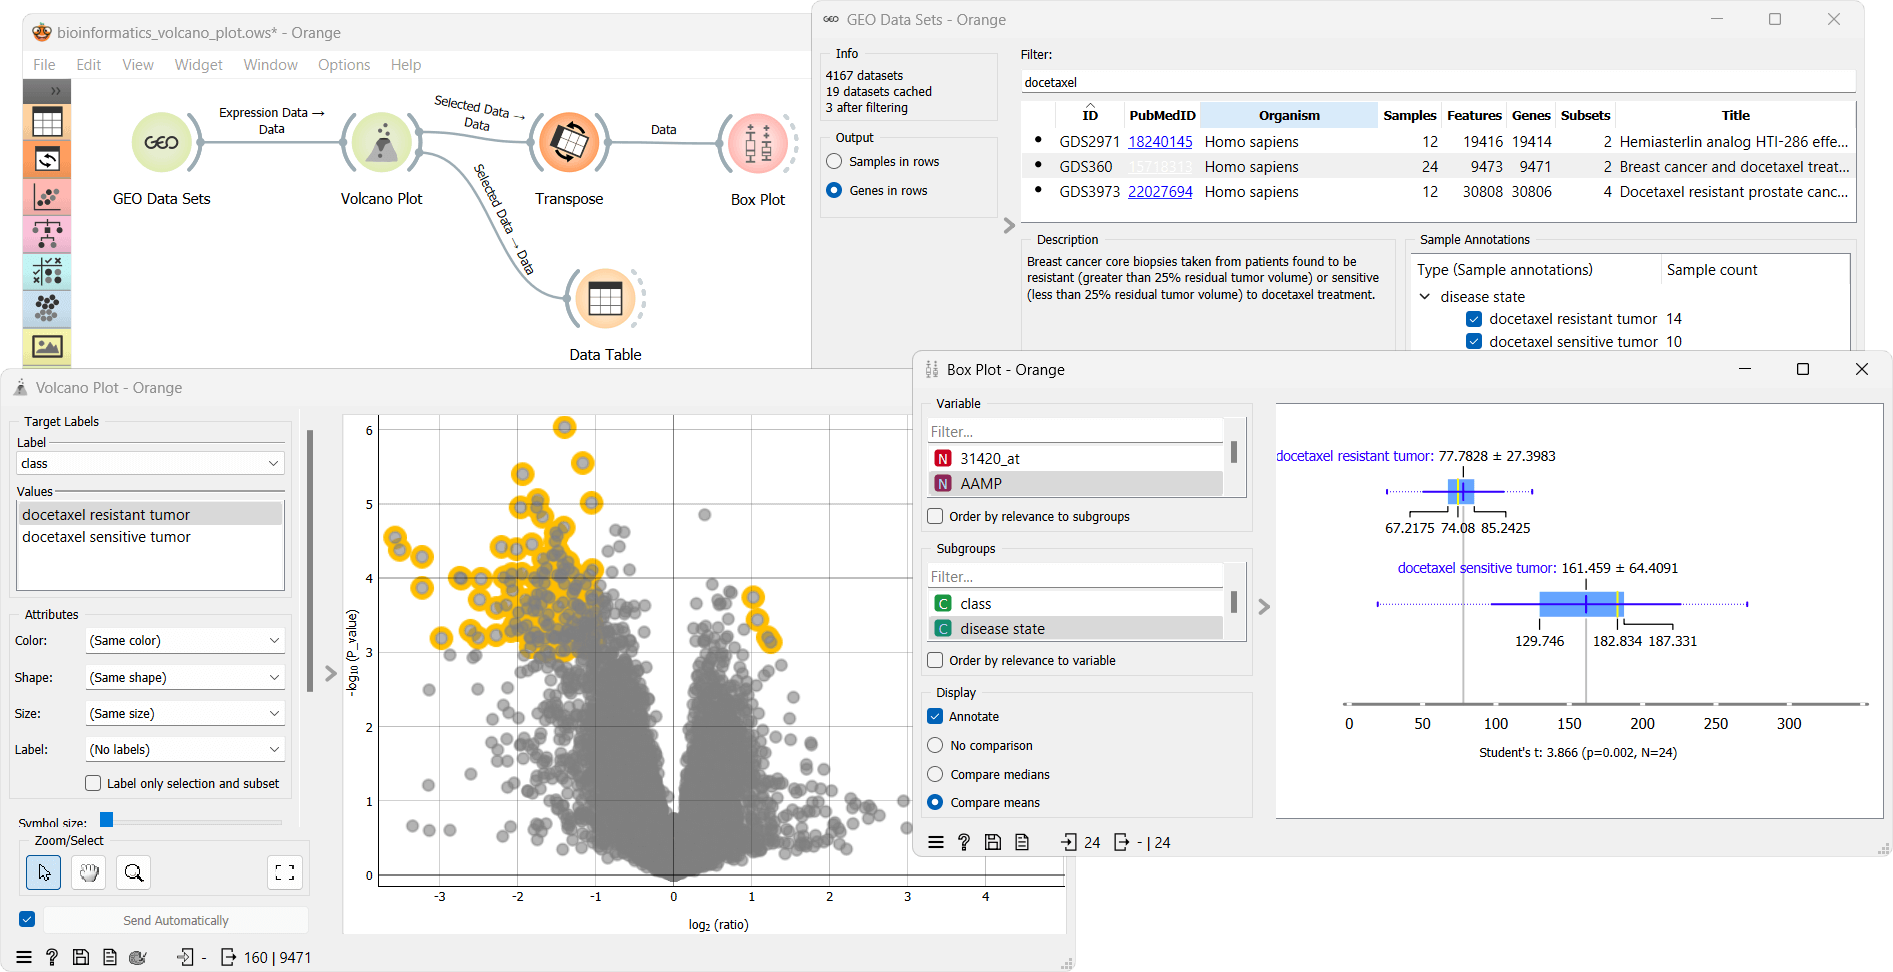 bioinformatics_volcano_plot.ows* - Orange
File Edit View Widget Window Options Help
GEO
GEO Data Sets
Expression Data → Data
Volcano Plot
Selected Data → Data
Transpose
Data
Box Plot
Selected Data → Data
Data Table
GEO GEO Data Sets - Orange
Info
4167 datasets
19 datasets cached
3 after filtering
Output
Samples in rows
Genes in rows
Filter:
docetaxel
ID PubMedID Organism Samples Features Genes Subsets Title
GDS2971 18240145 Homo sapiens 12 19416 19414 2 Hemiasterlin analog HTI-286 effe...
GDS360 15718313 Homo sapiens 24 9473 9471 2 Breast cancer and docetaxel treat...
GDS3973 22027694 Homo sapiens 12 30808 30806 4 Docetaxel resistant prostate canc...
Description
Breast cancer core biopsies taken from patients found to be
resistant (greater than 25% residual tumor volume) or sensitive
(less than 25% residual tumor volume) to docetaxel treatment.
Sample Annotations
Type (Sample annotations) Sample count
disease state
docetaxel resistant tumor 14
docetaxel sensitive tumor 10
Volcano Plot - Orange
Target Labels
Label
class
Values
docetaxel resistant tumor
docetaxel sensitive tumor
Attributes
Color: (Same color)
Shape: (Same shape)
Size: (Same size)
Label: (No labels)
Label only selection and subset
Symbol size:
Zoom/Select
Send Automatically
- 160 | 9471
-log₁₀ (P_value)
6
5
4
3
2
1
0
-3 -2 -1 0 1 2 3 4
log₂ (ratio)
Box Plot - Orange
Variable
Filter...
N 31420_at
N AAMP
Order by relevance to subgroups
Subgroups
Filter...
C class
C disease state
Order by relevance to variable
Display
Annotate
No comparison
Compare medians
Compare means
24 - | 24
docetaxel resistant tumor: 77.7828 ± 27.3983
67.2175 74.08 85.2425
docetaxel sensitive tumor: 161.459 ± 64.4091
129.746 182.834 187.331
0 50 100 150 200 250 300
Student's t: 3.866 (p=0.002, N=24)